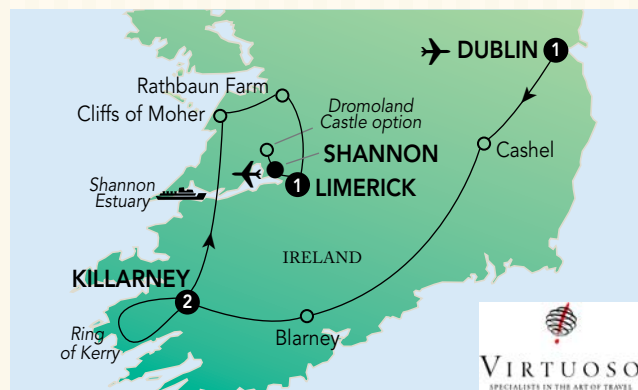 DUBLIN 1
Rathbaun Farm
Cliffs of Moher
Dromoland
Castle option
Cashel
SHANNON
1 LIMERICK
Shannon
Estuary
IRELAND
KILLARNEY
2
Ring
of Kerry
Blarney
VIRTUOSO
SPECIALISTS IN THE ART OF TRAVEL